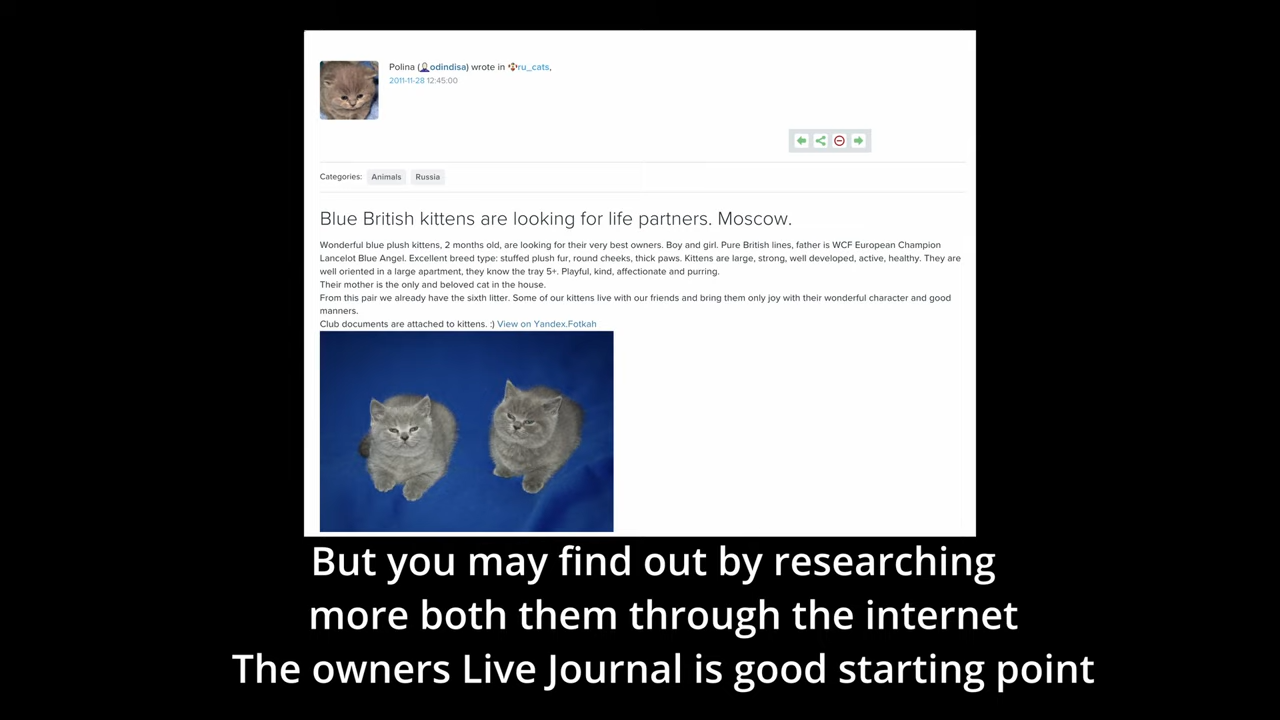 Polina (odindisa) wrote in ru_cats,
2011-11-28 12:45:00
Categories: Animals Russia
Blue British kittens are looking for life partners. Moscow.
Wonderful blue plush kittens, 2 months old, are looking for their very best owners. Boy and girl. Pure British lines, father is WCF European Champion
Lancelot Blue Angel. Excellent breed type: stuffed plush fur, round cheeks, thick paws. Kittens are large, strong, well developed, active, healthy. They are
well oriented in a large apartment, they know the tray 5+. Playful, kind, affectionate and purring.
Their mother is the only and beloved cat in the house.
From this pair we already have the sixth litter. Some of our kittens live with our friends and bring them only joy with their wonderful character and good
manners.
Club documents are attached to kittens. :) View on Yandex.Fotkah
But you may find out by researching
more both them through the internet
The owners Live Journal is good starting point